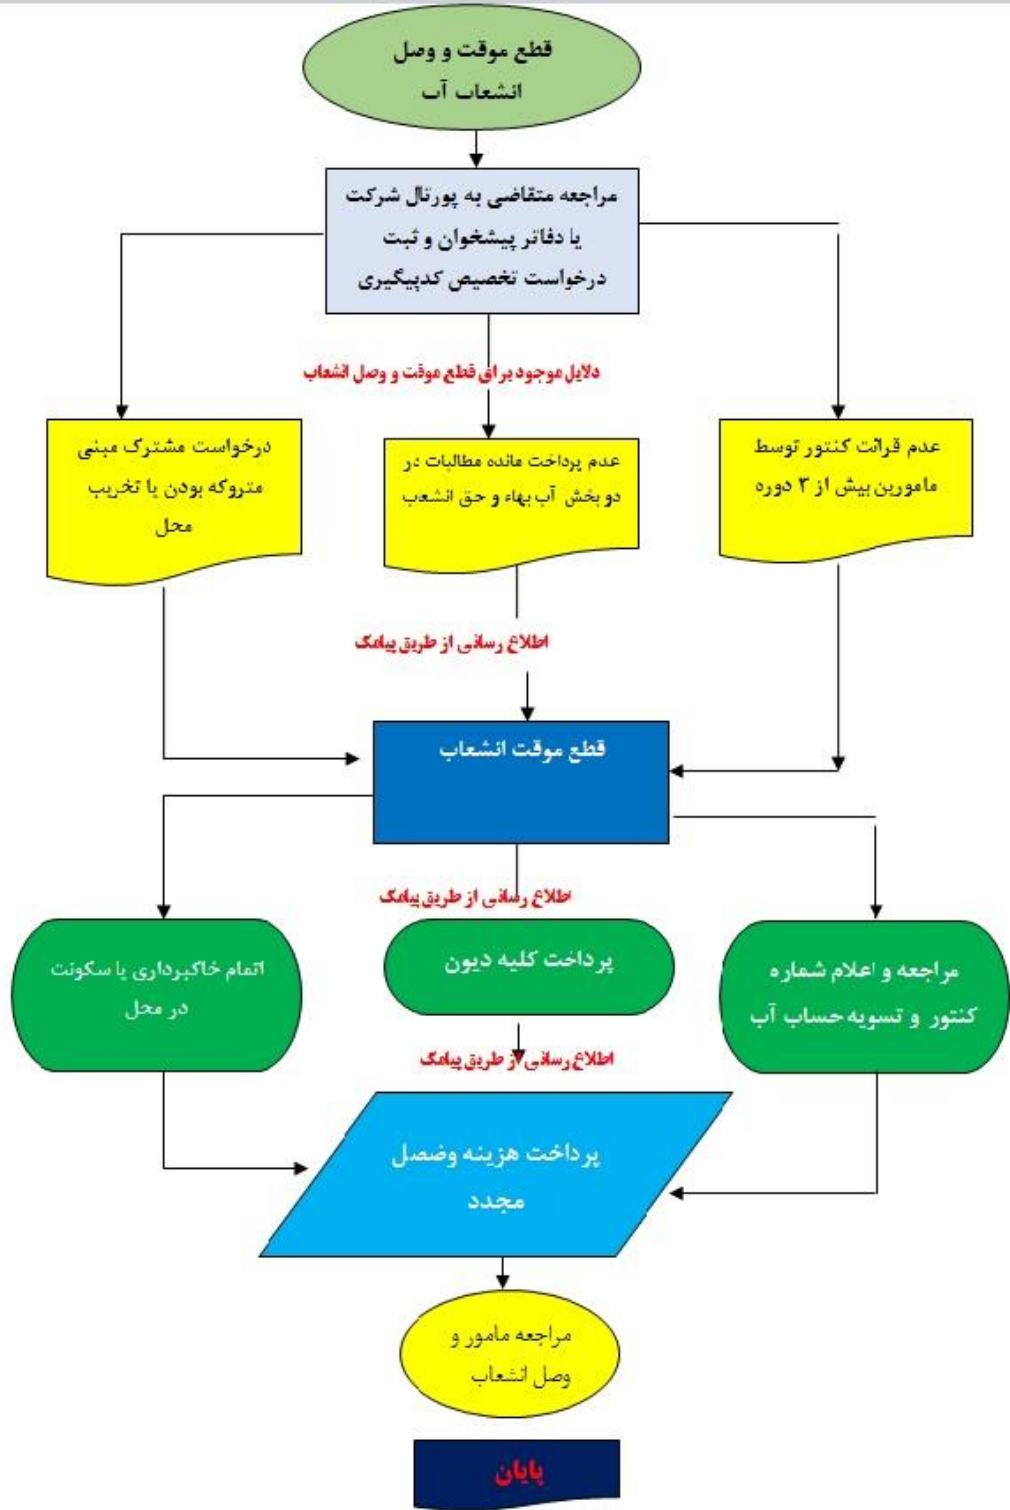 قطع موقت و وصل
انشعاب آب
مراجعه متقاضی به پورتال شرکت
یا دفاتر پیشخوان و ثبت
درخواست تخصیص کدپیگیری
دلایل موجود برای قطع موقت و وصل انشعاب
عدم قرائت کنتور توسط
مامورین بیش از ۳ دوره
عدم پرداخت مانده مطالبات در
دو بخش آب بهاء و حق انشعاب
درخواست مشترک مبنی
متروکه بودن یا تخریب
محل
اطلاع رسانی از طریق پیامک
قطع موقت انشعاب
اطلاع رسانی از طریق پیامک
مراجعه و اعلام شماره
کنتور و تسویه حساب آب
پرداخت کلیه دیون
اتمام خاکبرداری یا سکونت
در محل
اطلاع رسانی از طریق پیامک
پرداخت هزینه وضصل
مجدد
مراجعه مامور و
وصل انشعاب
پایان